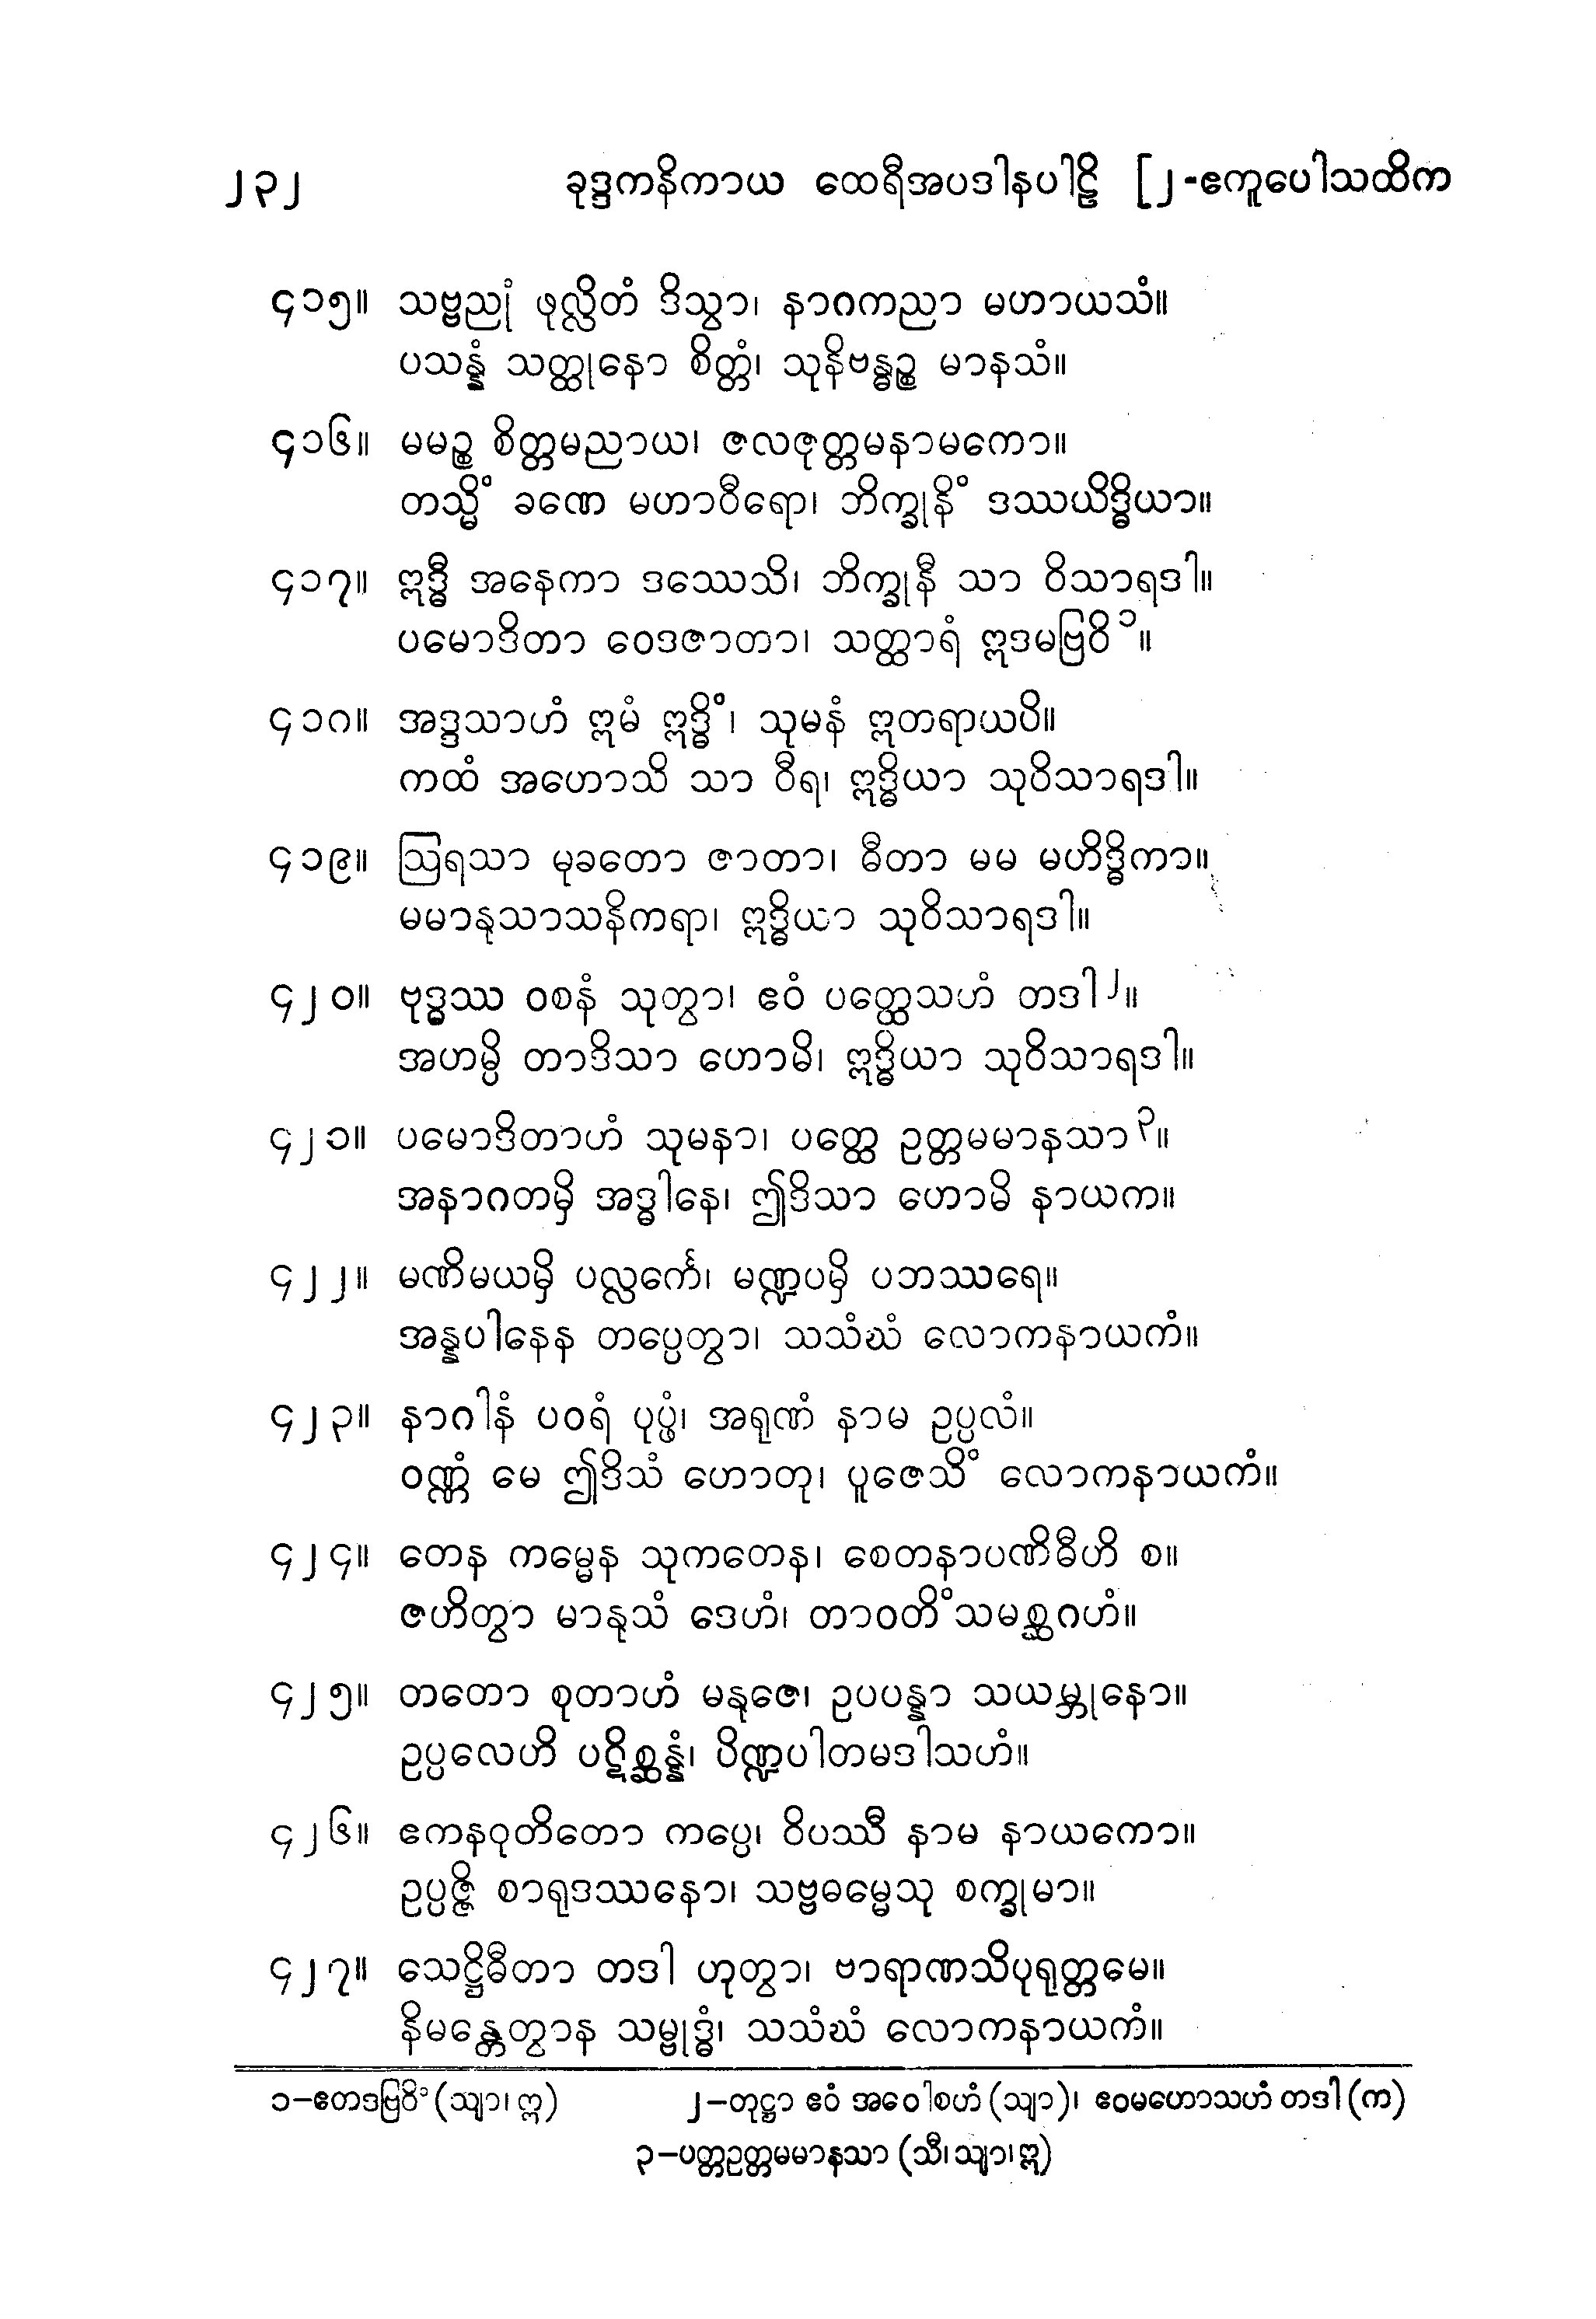 ၂၃၂ ခုဒ္ဒကနိကာယ ထေရီအပဒါနပါဠိ [၂-ဧကူပေါသထိက
၄၁၅။ သဗ္ဗညုံ ဖုလ္လိတံ ဒိသွာ၊ နာဂကညာ မဟာယသံ။
ပသန္နံ သတ္ထုနော စိတ္တံ၊ သုနိဗန္ဓဉ္စ မာနသံ။
၄၁၆။ မမဉ္စ စိတ္တမညာယ၊ ဇလဇုတ္တမနာမကော။
တသ္မိံ ခဏေ မဟာဝီရော၊ ဘိက္ခုနိံ ဒဿယိဒ္ဓိယာ။
၄၁၇။ ဣဒ္ဓီ အနေကာ ဒဿေသိ၊ ဘိက္ခုနီ သာ ဝိသာရဒါ။
ပမောဒိတာ ဝေဒဇာတာ၊ သတ္ထာရံ ဣဒမဗြဝိ၁။
၄၁၈။ အဒ္ဒသာဟံ ဣမံ ဣဒ္ဓိံ၊ သုမနံ ဣတရာယပိ။
ကထံ အဟောသိ သာ ဝီရ၊ ဣဒ္ဓိယာ သုဝိသာရဒါ။
၄၁၉။ ဩရသာ မုခတော ဇာတာ၊ ဓီတာ မမ မဟိဒ္ဓိကာ။
မမာနုသာသနိကရာ၊ ဣဒ္ဓိယာ သုဝိသာရဒါ။
၄၂၀။ ဗုဒ္ဓဿ ဝစနံ သုတွာ၊ ဧဝံ ပတ္ထေသဟံ တဒါ၂။
အဟမ္ပိ တာဒိသာ ဟောမိ၊ ဣဒ္ဓိယာ သုဝိသာရဒါ။
၄၂၁။ ပမောဒိတာဟံ သုမနာ၊ ပတ္ထေ ဥတ္တမမာနသာ၃။
အနာဂတမှိ အဒ္ဓါနေ၊ ဤဒိသာ ဟောမိ နာယက။
၄၂၂။ မဏိမယမှိ ပလ္လင်္ကေ၊ မဏ္ဍပမှိ ပဘဿရေ။
အန္နပါနေန တပ္ပေတွာ၊ သသံဃံ လောကနာယကံ။
၄၂၃။ နာဂါနံ ပဝရံ ပုပ္ဖံ၊ အရုဏံ နာမ ဥပ္ပလံ။
ဝဏ္ဏံ မေ ဤဒိသံ ဟောတု၊ ပူဇေသိံ လောကနာယကံ။
၄၂၄။ တေန ကမ္မေန သုကတေန၊ စေတနာပဏိဓီဟိ စ။
ဇဟိတွာ မာနုသံ ဒေဟံ၊ တာဝတိံသမစ္ဆဂဟံ။
၄၂၅။ တတော စုတာဟံ မနုဇေ၊ ဥပပန္နာ သယမ္ဘုနော။
ဥပ္ပလေဟိ ပဋိစ္ဆန္နံ၊ ပိဏ္ဍပါတမဒါသဟံ။
၄၂၆။ ဧကနဝုတိတော ကပ္ပေ၊ ဝိပဿီ နာမ နာယကော။
ဥပ္ပဇ္ဇိ စာရုဒဿနော၊ သဗ္ဗဓမ္မေသု စက္ခုမာ။
၄၂၇။ သေဋ္ဌိဓီတာ တဒါ ဟုတွာ၊ ဗာရာဏသိပုရုတ္တမေ။
နိမန္တေတွာန သမ္ဗုဒ္ဓံ၊ သသံဃံ လောကနာယကံ။
၁-ဧတဒဗြဝိံ (သျာ၊ ဣ) ၂-တုဋ္ဌာ ဧဝံ အဝေါစဟံ (သျာ)၊ ဧဝမဟောသဟံ တဒါ (က)
၃-ပတ္တဥတ္တမမာနသာ (သီ၊ သျာ၊ ဣ)